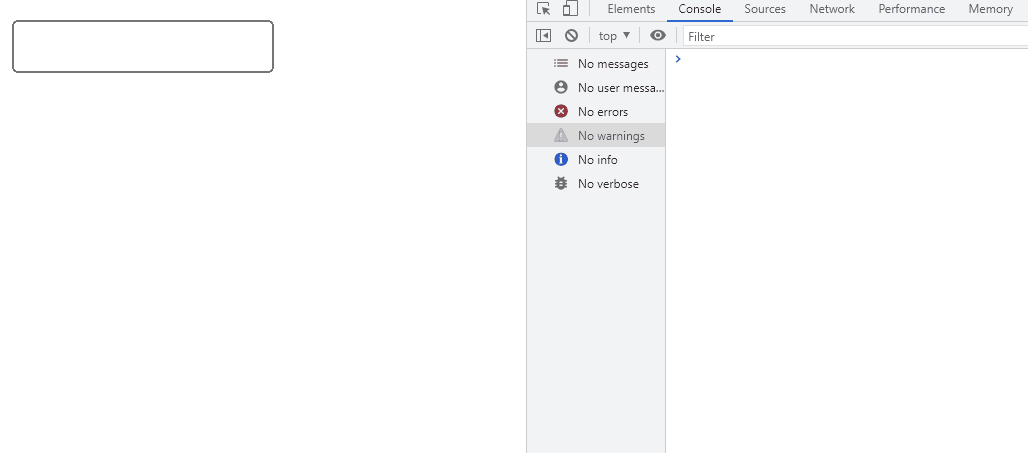 Elements Console Sources Network Performance Memory
top ▼ Filter
No messages
No user messa...
No errors
No warnings
No info
No verbose